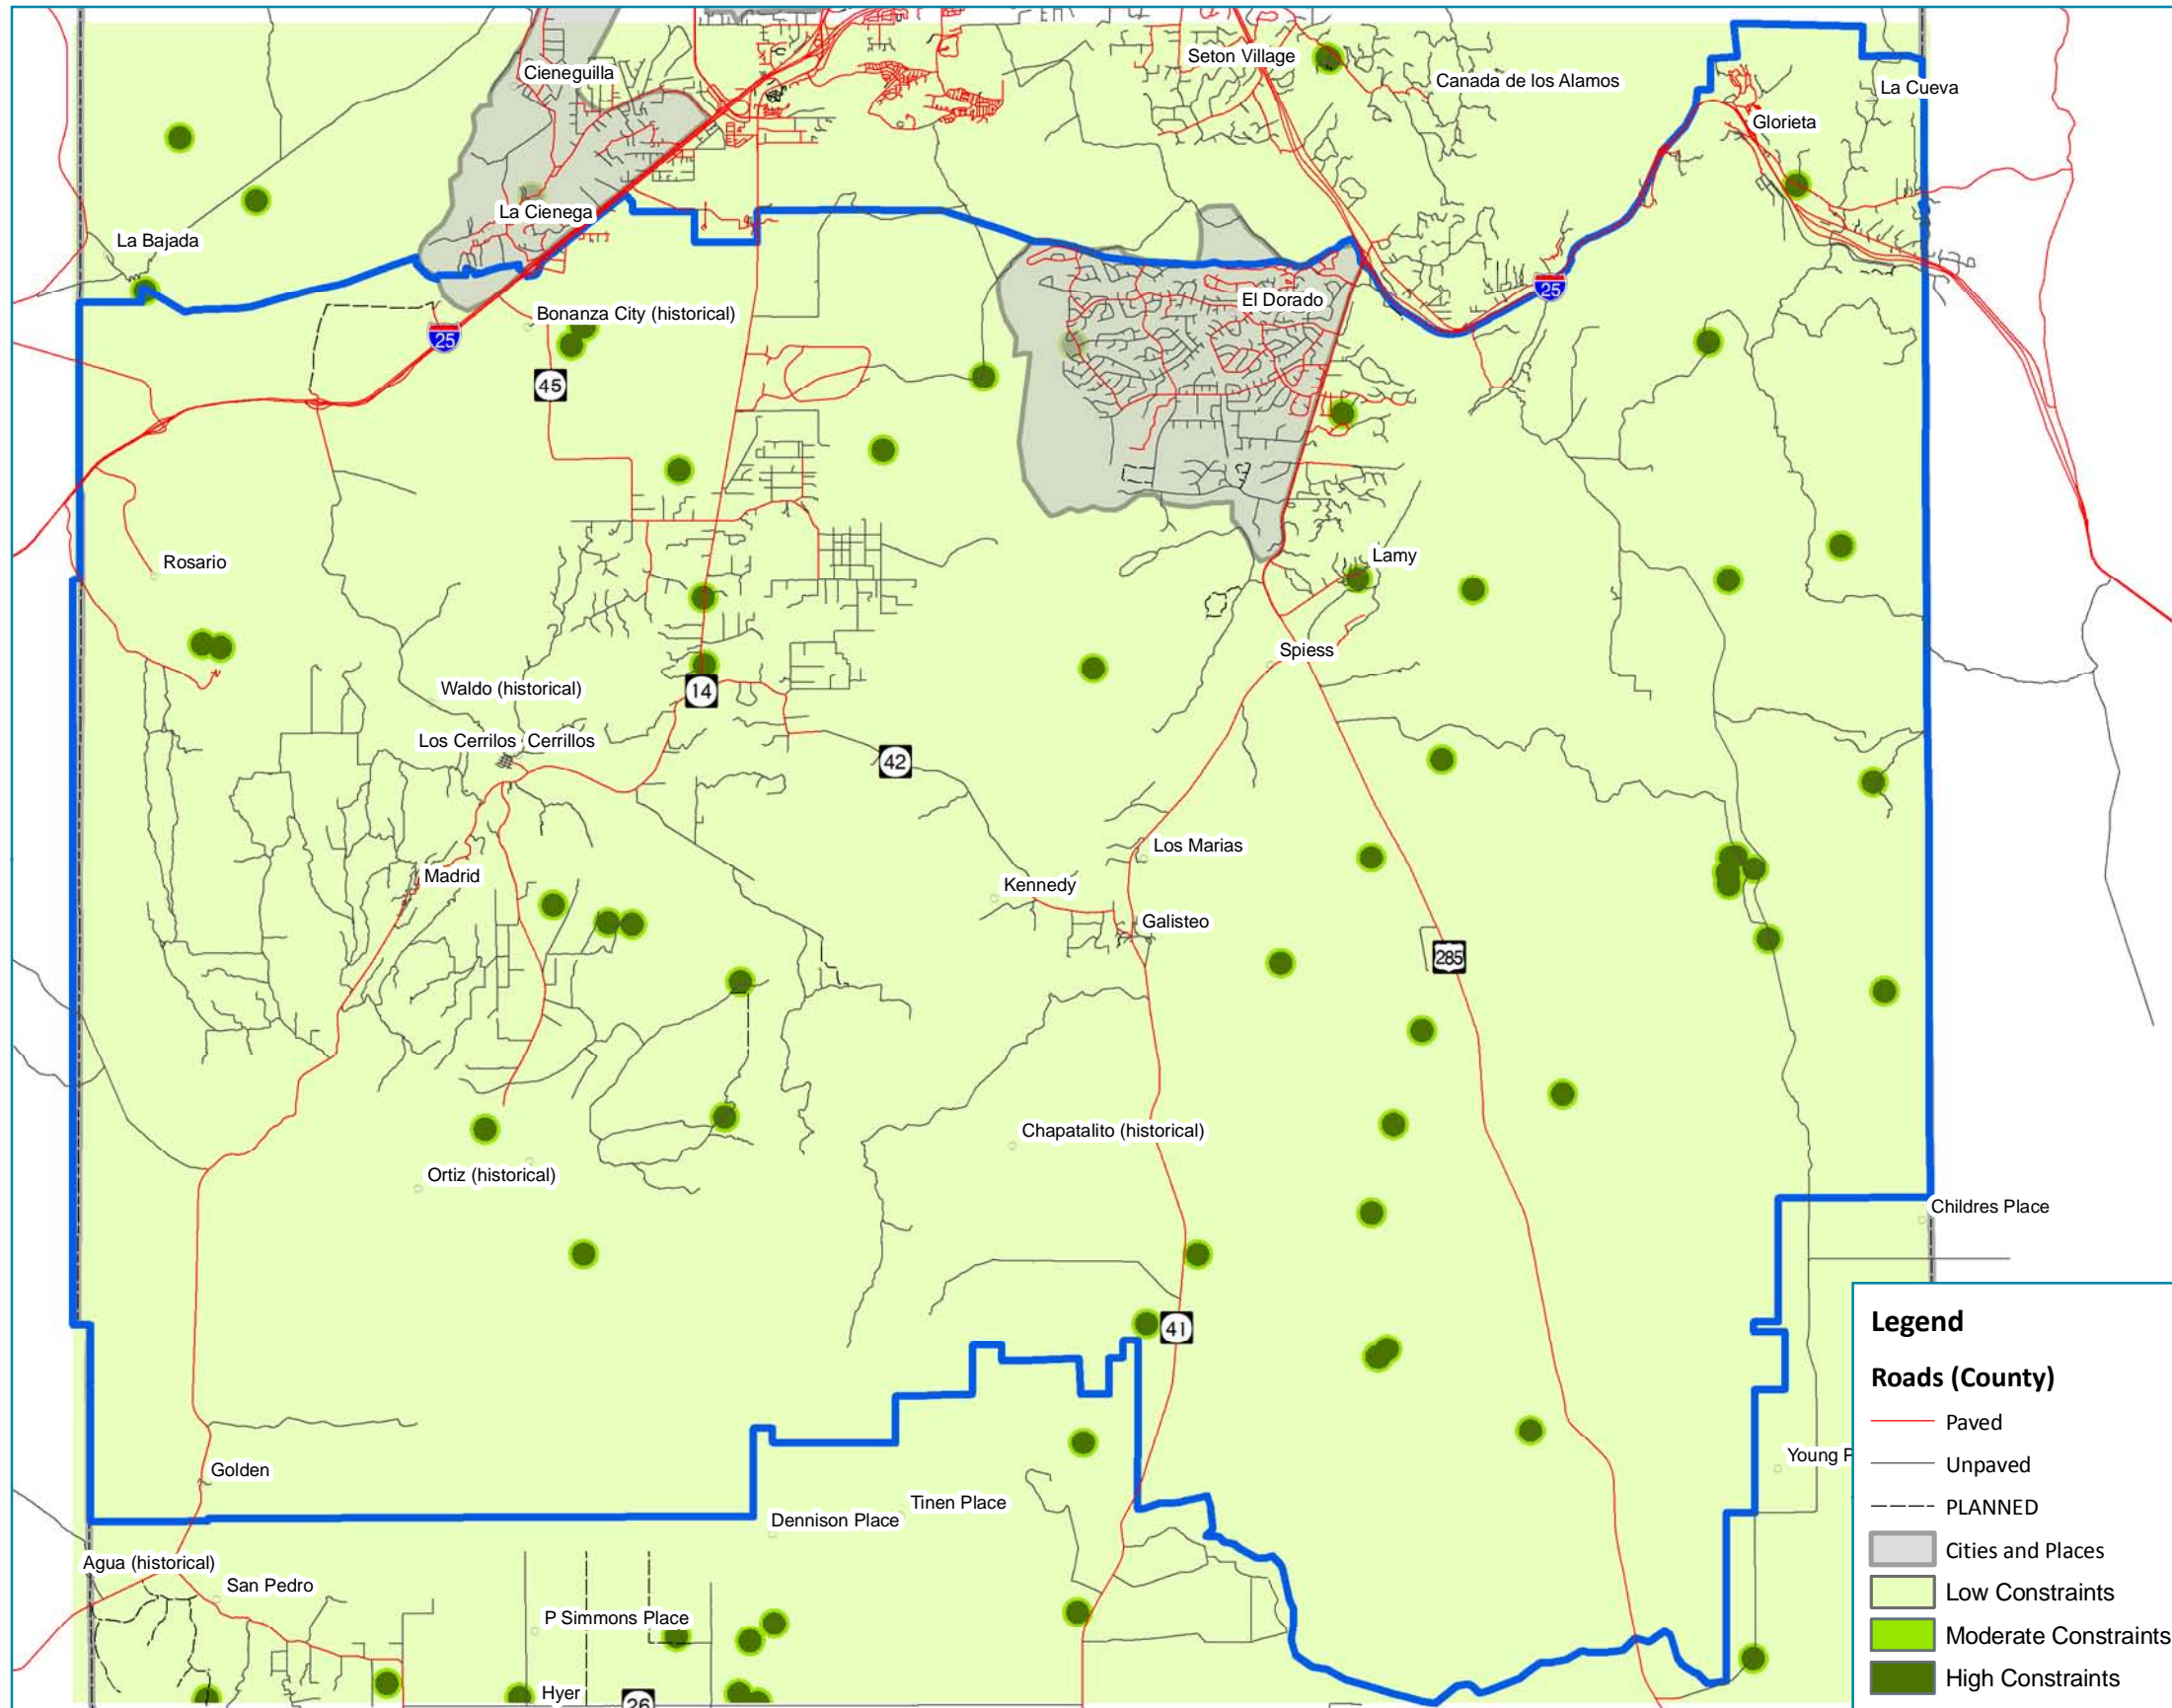 Seton Village
Cieneguilla
Canada de los Alamos
La Cueva
Glorieta
La Cienega
La Bajada
25
El Dorado
Bonanza City (historical)
25
45
Lamy
Rosario
Spiess
Waldo (historical)
14
Los Cerrilos
Cerrillos
42
Los Marias
Madrid
Kennedy
Galisteo
285
Chapatalito (historical)
Ortiz (historical)
Childres Place
41
Golden
Young P
Tinen Place
Dennison Place
Agua (historical)
San Pedro
P Simmons Place
Hyer
26
Legend
Roads (County)
Paved
Unpaved
PLANNED
Cities and Places
Low Constraints
Moderate Constraints
High Constraints